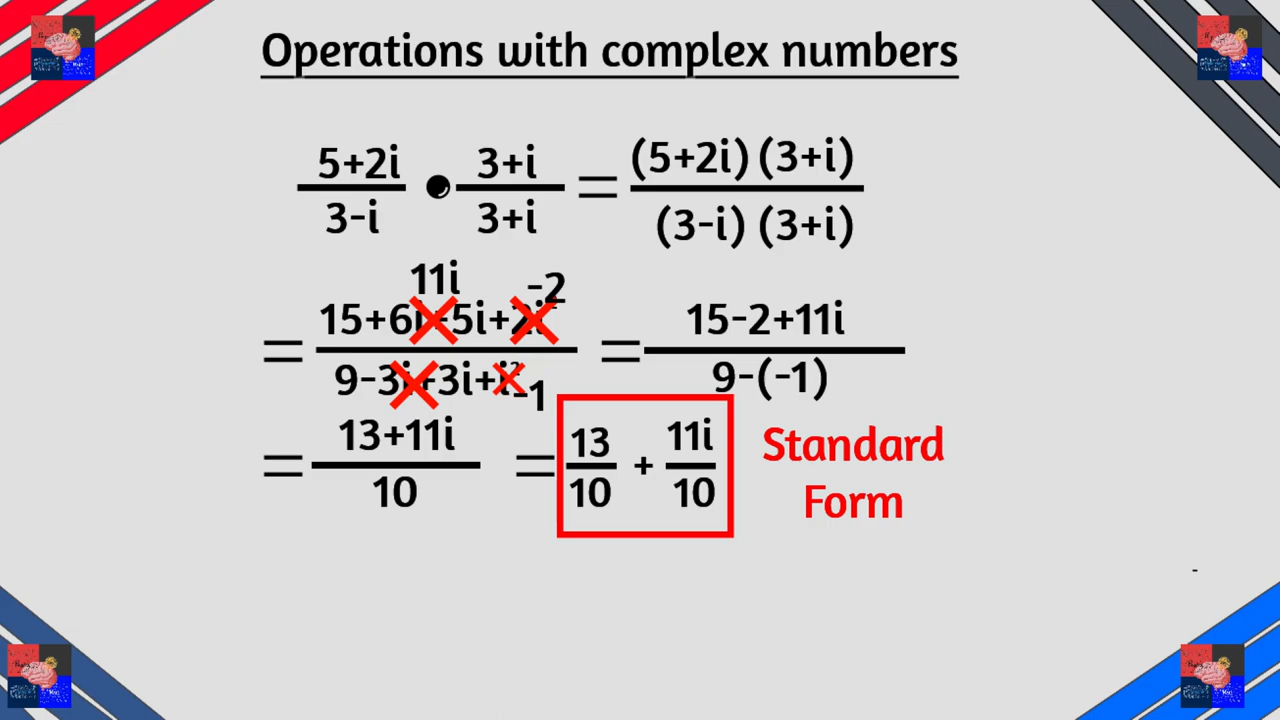 Operations with complex numbers
5+2i/3-i • 3+i/3+i = (5+2i)(3+i)/(3-i)(3+i)
11i -2
= 15+6i+5i+2i/9-3i+3i+i² = 15-2+11i/9-(-1)
-1
= 13+11i/10 = 13/10 + 11i/10 Standard
Form
-